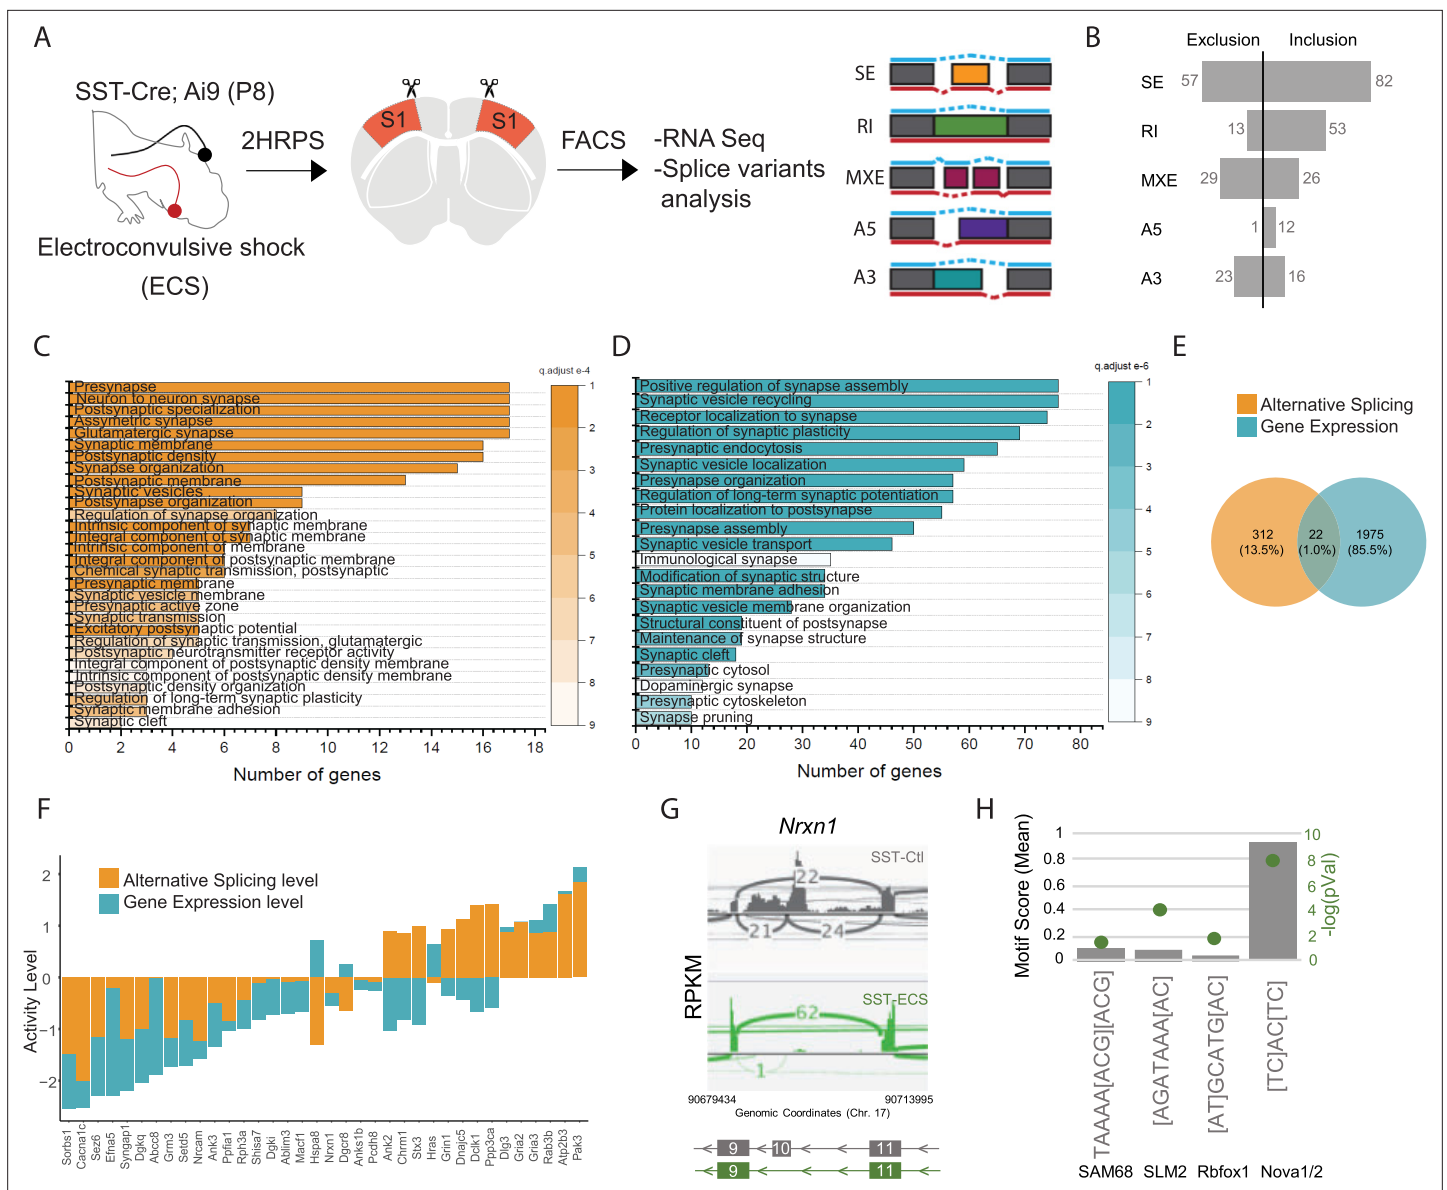 A
SST-Cre; Ai9 (P8)
2HRPS
Electroconvulsive shock
(ECS)
S1
S1
FACS
-RNA Seq
-Splice variants
analysis
SE
RI
MXE
A5
A3
B
Exclusion
Inclusion
SE
57
82
RI
13
53
MXE
29
26
A5
1
12
A3
23
16
C
q.adjust e-4
Presynapse
Neuron to neuron synapse
Postsynaptic specialization
Assymetric synapse
Glutamatergic synapse
Synaptic membrane
Postsynaptic density
Synapse organization
Postsynaptic membrane
Synaptic vesicles
Postsynapse organization
Regulation of synapse organization
Intrinsic component of synaptic membrane
Integral component of synaptic membrane
Intrinsic component of membrane
Integral component of postsynaptic membrane
Chemical synaptic transmission, postsynaptic
Presynaptic membrane
Synaptic vesicle membrane
Presynaptic active zone
Synaptic transmission
Excitatory postsynaptic potential
Regulation of synaptic transmission, glutamatergic
Postsynaptic neurotransmitter receptor activity
Integral component of postsynaptic density membrane
Intrinsic component of postsynaptic density membrane
Postsynaptic density organization
Regulation of long-term synaptic plasticity
Synaptic membrane adhesion
Synaptic cleft
0 2 4 6 8 10 12 14 16 18
Number of genes
1
2
3
4
5
6
7
8
9
D
q.adjust e-6
Positive regulation of synapse assembly
Synaptic vesicle recycling
Receptor localization to synapse
Regulation of synaptic plasticity
Presynaptic endocytosis
Synaptic vesicle localization
Presynapse organization
Regulation of long-term synaptic potentiation
Protein localization to postsynapse
Presynapse assembly
Synaptic vesicle transport
Immunological synapse
Modification of synaptic structure
Synaptic membrane adhesion
Synaptic vesicle membrane organization
Structural constituent of postsynapse
Maintenance of synapse structure
Synaptic cleft
Presynaptic cytosol
Dopaminergic synapse
Presynaptic cytoskeleton
Synapse pruning
0 10 20 30 40 50 60 70 80
Number of genes
1
2
3
4
5
6
7
8
9
E
Alternative Splicing
Gene Expression
312
(13.5%)
22
(1.0%)
1975
(85.5%)
F
Activity Level
2
1
0
−1
−2
Alternative Splicing level
Gene Expression level
Sorbs1
Cacna1c
Sez6
Efna5
Syngap1
Dgkq
Abcc8
Grm3
Setd5
Nrcam
Ank3
Ppfia1
Rph3a
Shisa7
Dgki
Ablim3
Macf1
Hspa8
Nrxn1
Dgcr8
Anks1b
Pcdh8
Ank2
Chrm1
Stx3
Hras
Grin1
Dnajc5
Dclk1
Ppp3ca
Dlg3
Gria2
Gria3
Rab3b
Atp2b3
Pak3
G
Nrxn1
RPKM
SST-Ctl
22
21
24
SST-ECS
62
1
90679434
90713995
Genomic Coordinates (Chr. 17)
9 10 11
9 11
H
Motif Score (Mean)
1
0.8
0.6
0.4
0.2
0
10
8
6
4
2
0
-log(pVal)
TAAAA[ACG][ACG]
[AGATAAA[AC]
[AT]GCATG[AC]
[TC]AC[TC]
SAM68
SLM2
Rbfox1
Nova1/2